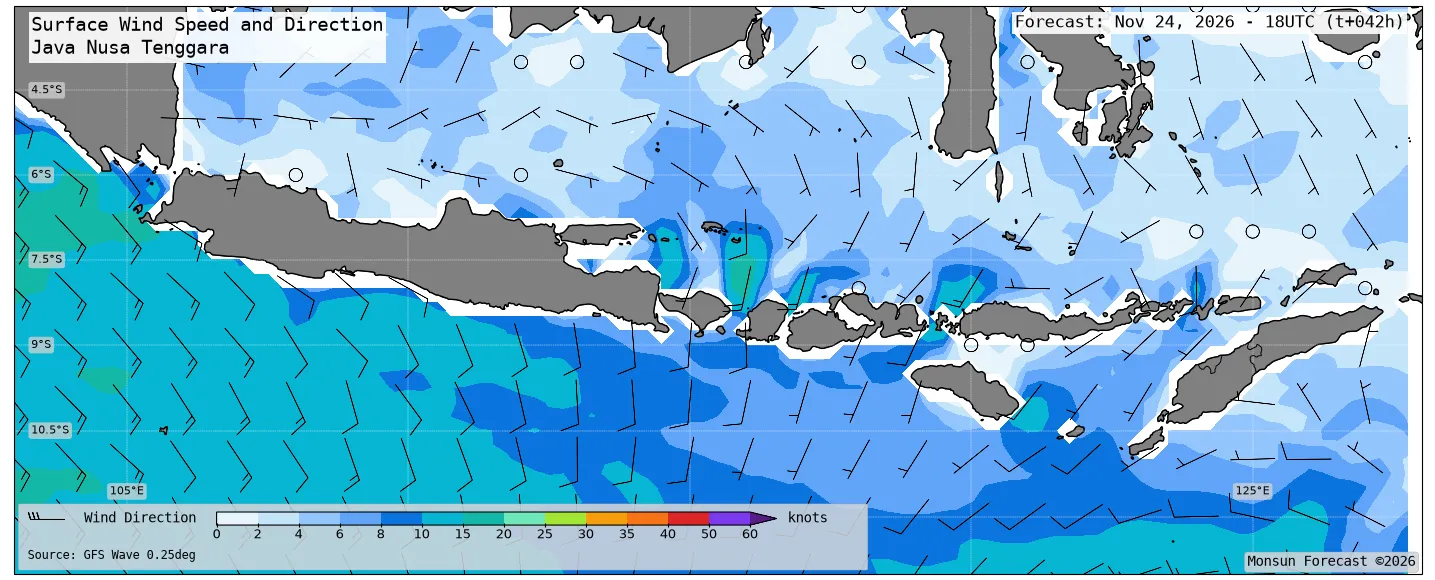 Surface Wind Speed and Direction
Java Nusa Tenggara
Forecast: Nov 24, 2026 - 18UTC (t+042h)
4.5°S
6°S
7.5°S
9°S
10.5°S
105°E
125°E
Wind Direction
0 2 4 6 8 10 15 20 25 30 35 40 50 60
knots
Source: GFS Wave 0.25deg
Monsun Forecast ©2026